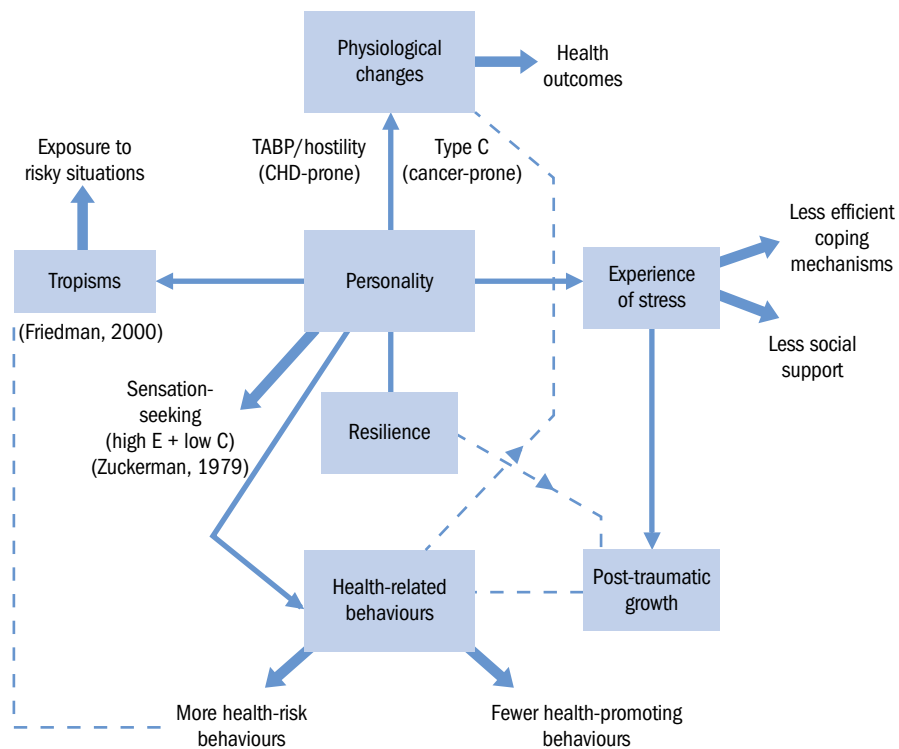 Physiological
changes
Health
outcomes
TABP/hostility
(CHD-prone)
Type C
(cancer-prone)
Exposure to
risky situations
Less efficient
coping
mechanisms
Tropisms
Personality
Experience
of stress
(Friedman, 2000)
Less social
support
Sensation-
seeking
(high E + low C)
(Zuckerman, 1979)
Resilience
Health-related
behaviours
Post-traumatic
growth
More health-risk
behaviours
Fewer health-promoting
behaviours